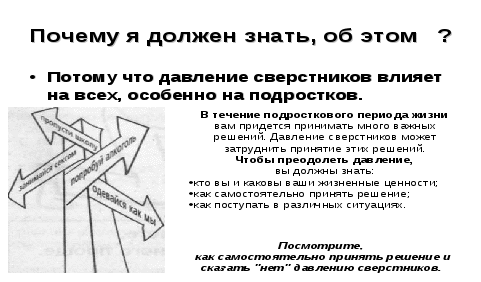 Почему я должен знать, об этом ?
• Потому что давление сверстников влияет
на всех, особенно на подростков.
В течение подросткового периода жизни
вам придется принимать много важных
решений. Давление сверстников может
затруднить принятие этих решений.
Чтобы преодолеть давление,
вы должны знать:
•кто вы и каковы ваши жизненные ценности;
•как самостоятельно принять решение;
•как поступать в различных ситуациях.
Посмотрите,
как самостоятельно принять решение и
сказать "нет" давлению сверстников.
пропусти школу
занимайся сексом
попробуй алкоголь
одевайся как мы